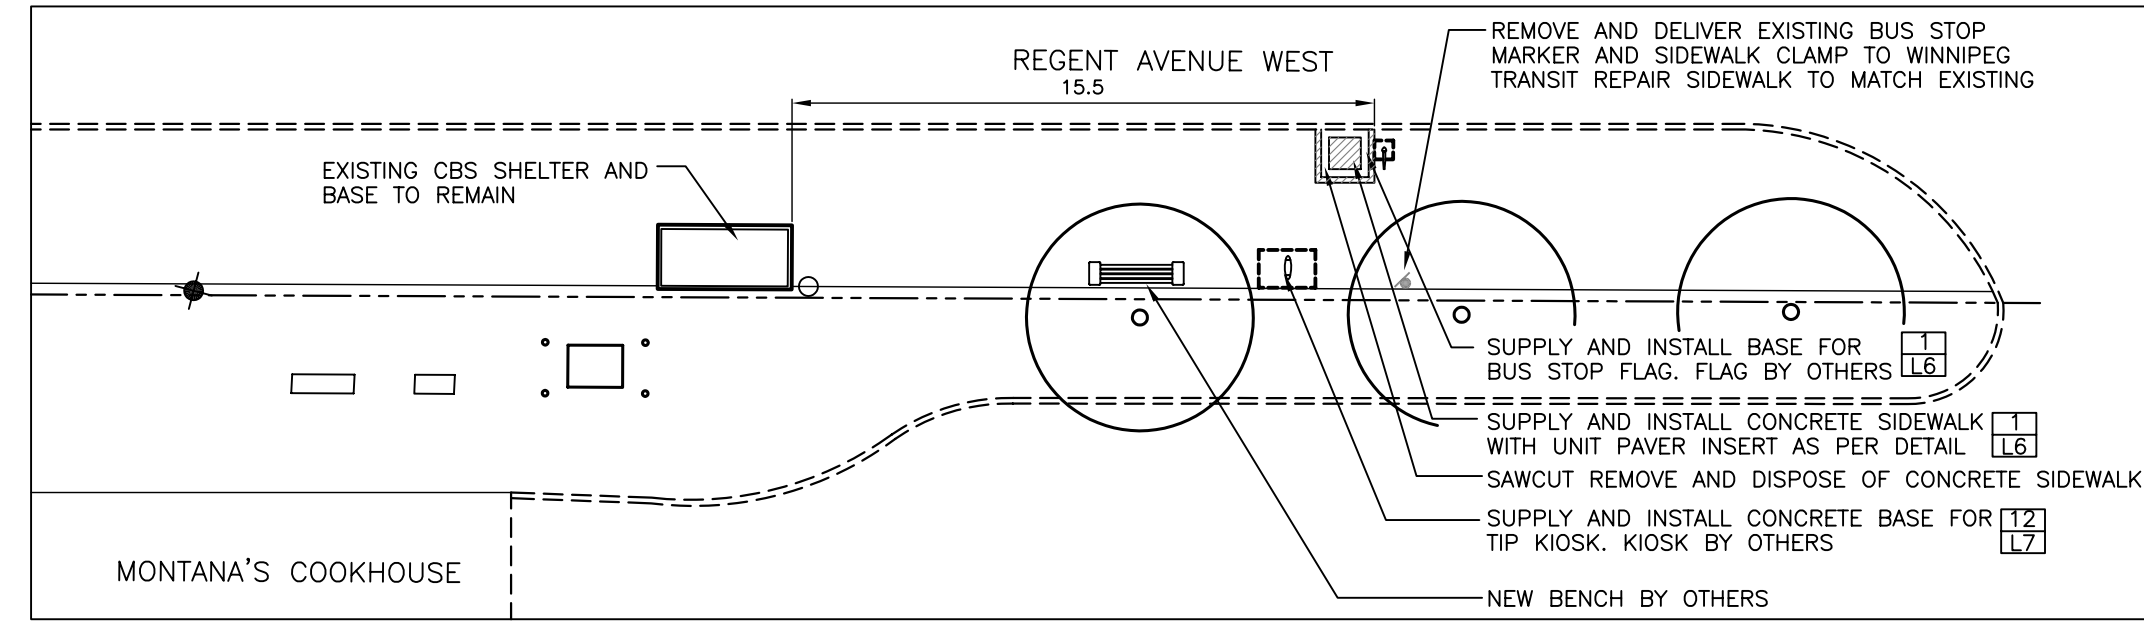 REGENT AVENUE WEST
15.5
REMOVE AND DELIVER EXISTING BUS STOP
MARKER AND SIDEWALK CLAMP TO WINNIPEG
TRANSIT REPAIR SIDEWALK TO MATCH EXISTING
EXISTING CBS SHELTER AND
BASE TO REMAIN
SUPPLY AND INSTALL BASE FOR
BUS STOP FLAG. FLAG BY OTHERS
1
L6
SUPPLY AND INSTALL CONCRETE SIDEWALK
WITH UNIT PAVER INSERT AS PER DETAIL
1
L6
SAWCUT REMOVE AND DISPOSE OF CONCRETE SIDEWALK
SUPPLY AND INSTALL CONCRETE BASE FOR
TIP KIOSK. KIOSK BY OTHERS
12
L7
NEW BENCH BY OTHERS
MONTANA'S COOKHOUSE